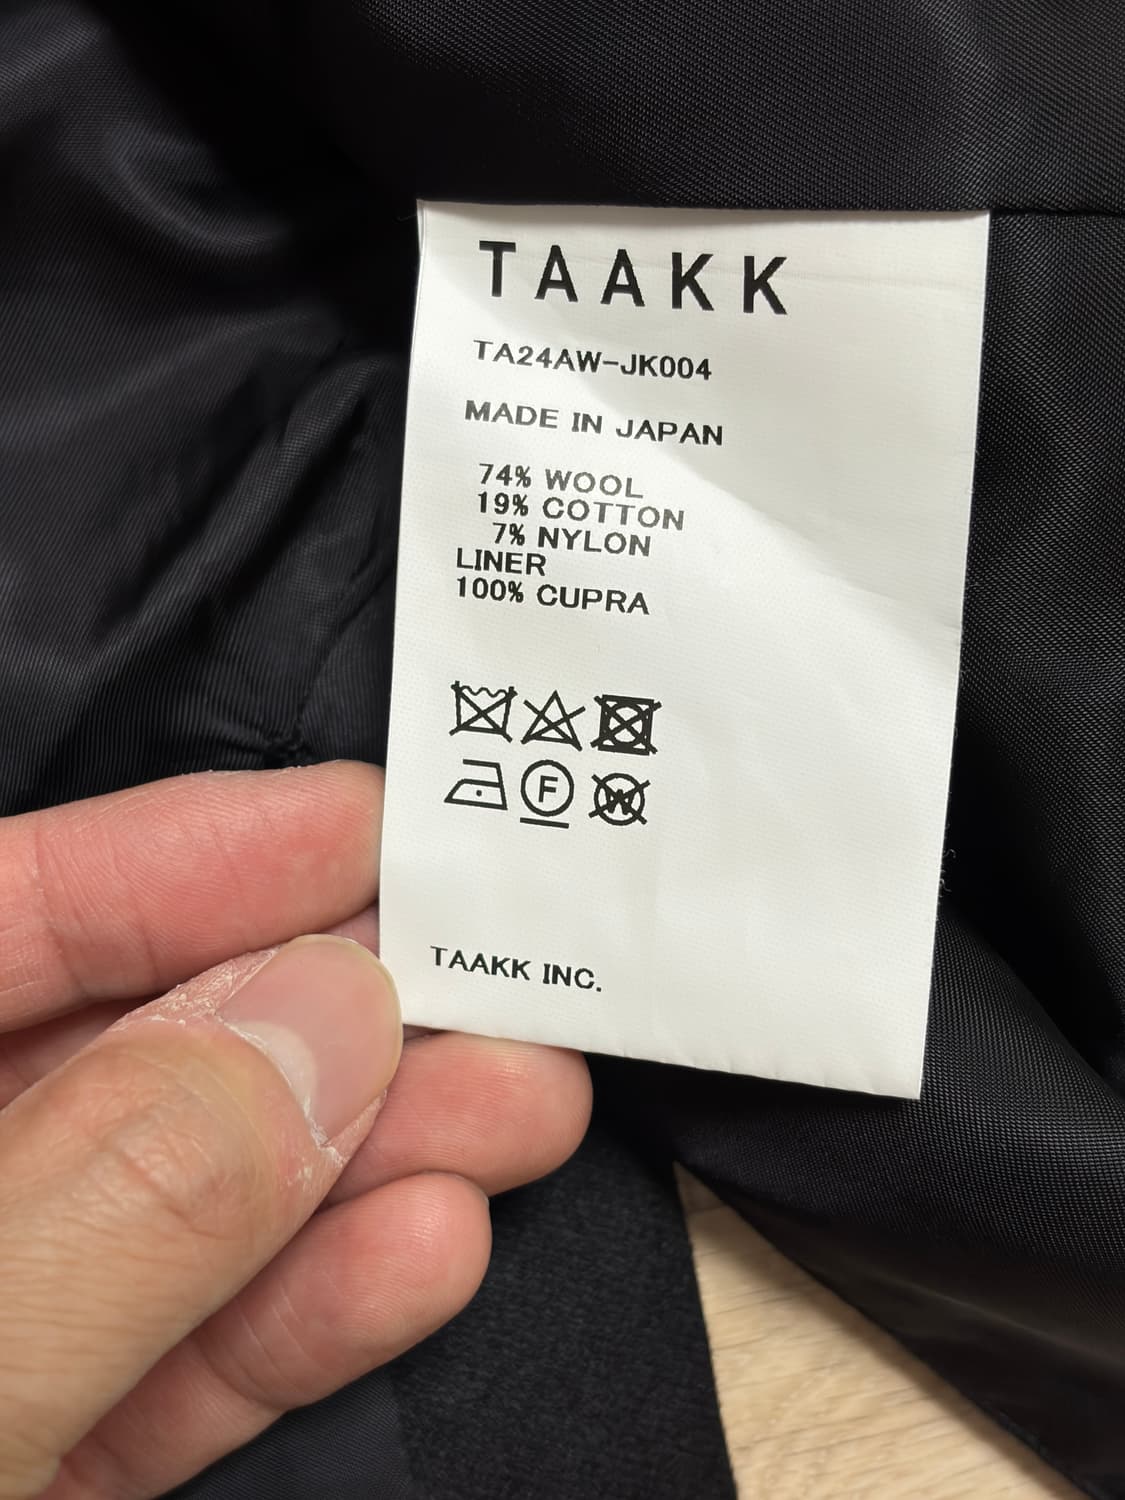 TAAKK
TA24AW-JK004
MADE IN JAPAN
74% WOOL
19% COTTON
7% NYLON
LINER
100% CUPRA
F
W
TAAKK INC.